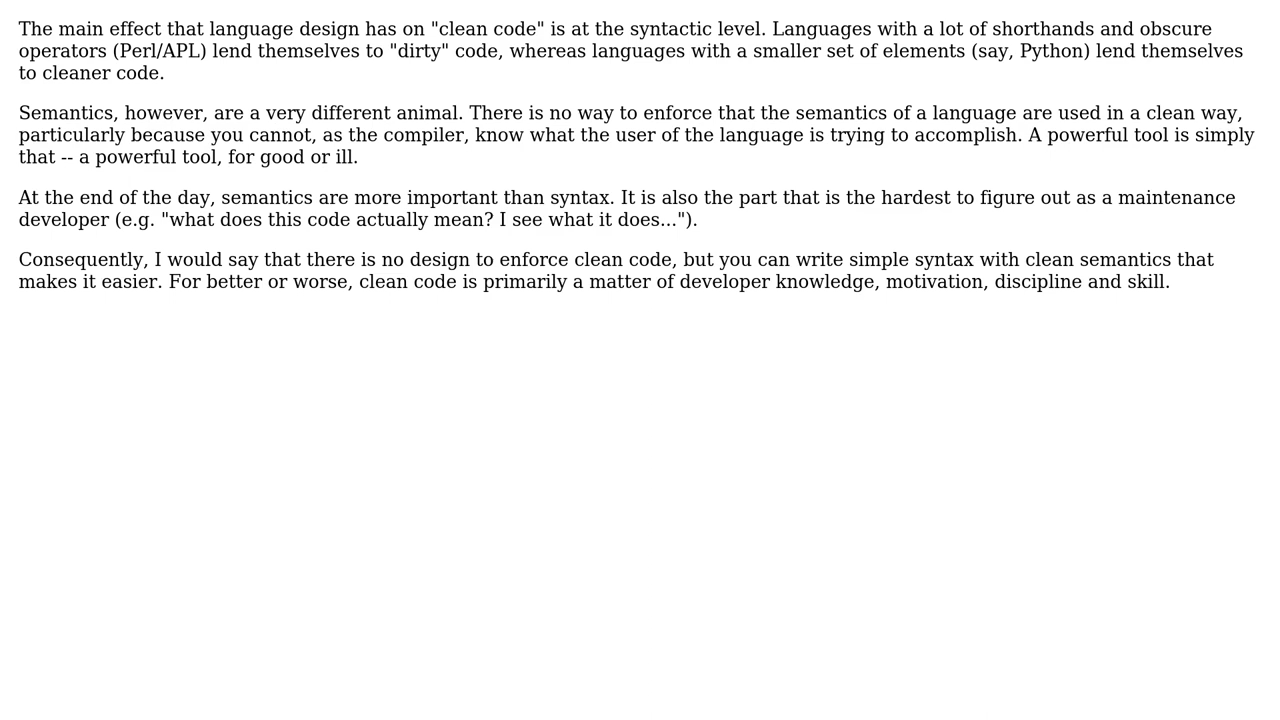 The main effect that language design has on "clean code" is at the syntactic level. Languages with a lot of shorthands and obscure
operators (Perl/APL) lend themselves to "dirty" code, whereas languages with a smaller set of elements (say, Python) lend themselves
to cleaner code.
Semantics, however, are a very different animal. There is no way to enforce that the semantics of a language are used in a clean way,
particularly because you cannot, as the compiler, know what the user of the language is trying to accomplish. A powerful tool is simply
that -- a powerful tool, for good or ill.
At the end of the day, semantics are more important than syntax. It is also the part that is the hardest to figure out as a maintenance
developer (e.g. "what does this code actually mean? I see what it does...").
Consequently, I would say that there is no design to enforce clean code, but you can write simple syntax with clean semantics that
makes it easier. For better or worse, clean code is primarily a matter of developer knowledge, motivation, discipline and skill.